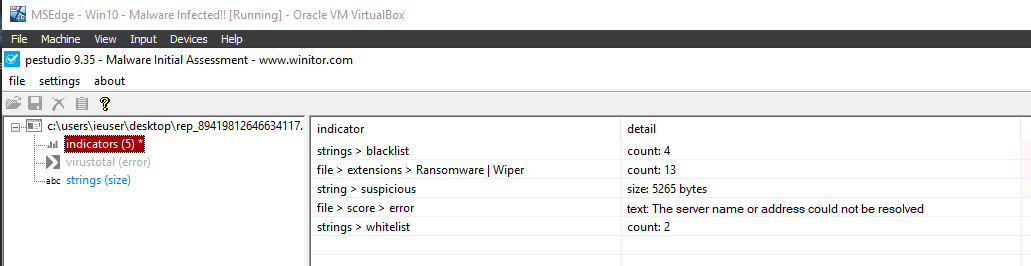 MSEdge - Win10 - Malware Infected!! [Running] - Oracle VM VirtualBox
File Machine View Input Devices Help
pestudio 9.35 - Malware Initial Assessment - www.winitor.com
file settings about
c:\users\ieuser\desktop\rep_89419812646634117.
indicators (5) *
virustotal (error)
abc strings (size)
indicator detail
strings > blacklist count: 4
file > extensions > Ransomware | Wiper count: 13
string > suspicious size: 5265 bytes
file > score > error text: The server name or address could not be resolved
strings > whitelist count: 2